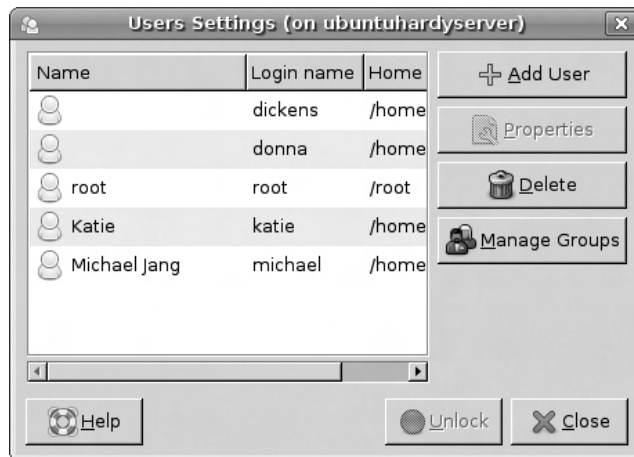 Users Settings (on ubuntuhardyserver)
Name Login name Home
dickens /home
donna /home
root root /root
Katie katie /home
Michael Jang michael /home
Add User
Properties
Delete
Manage Groups
Help
Unlock
Close